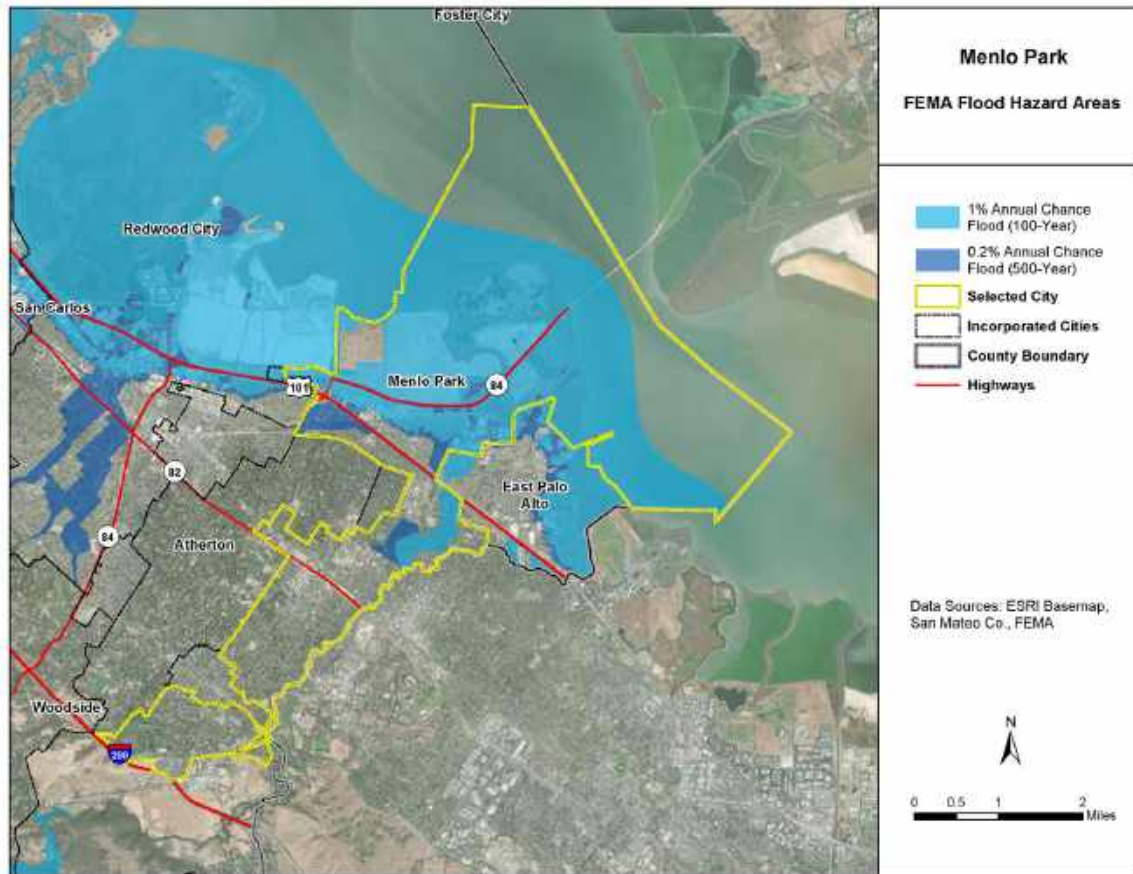 Foster City
Redwood City
San Carlos
101
Menlo Park
84
82
East Palo
Alto
84
Atherton
Woodside
280
Menlo Park
FEMA Flood Hazard Areas
1% Annual Chance
Flood (100-Year)
0.2% Annual Chance
Flood (500-Year)
Selected City
Incorporated Cities
County Boundary
Highways
Data Sources: ESRI Basemap,
San Mateo Co., FEMA
N
0 0.5 1 2
Miles